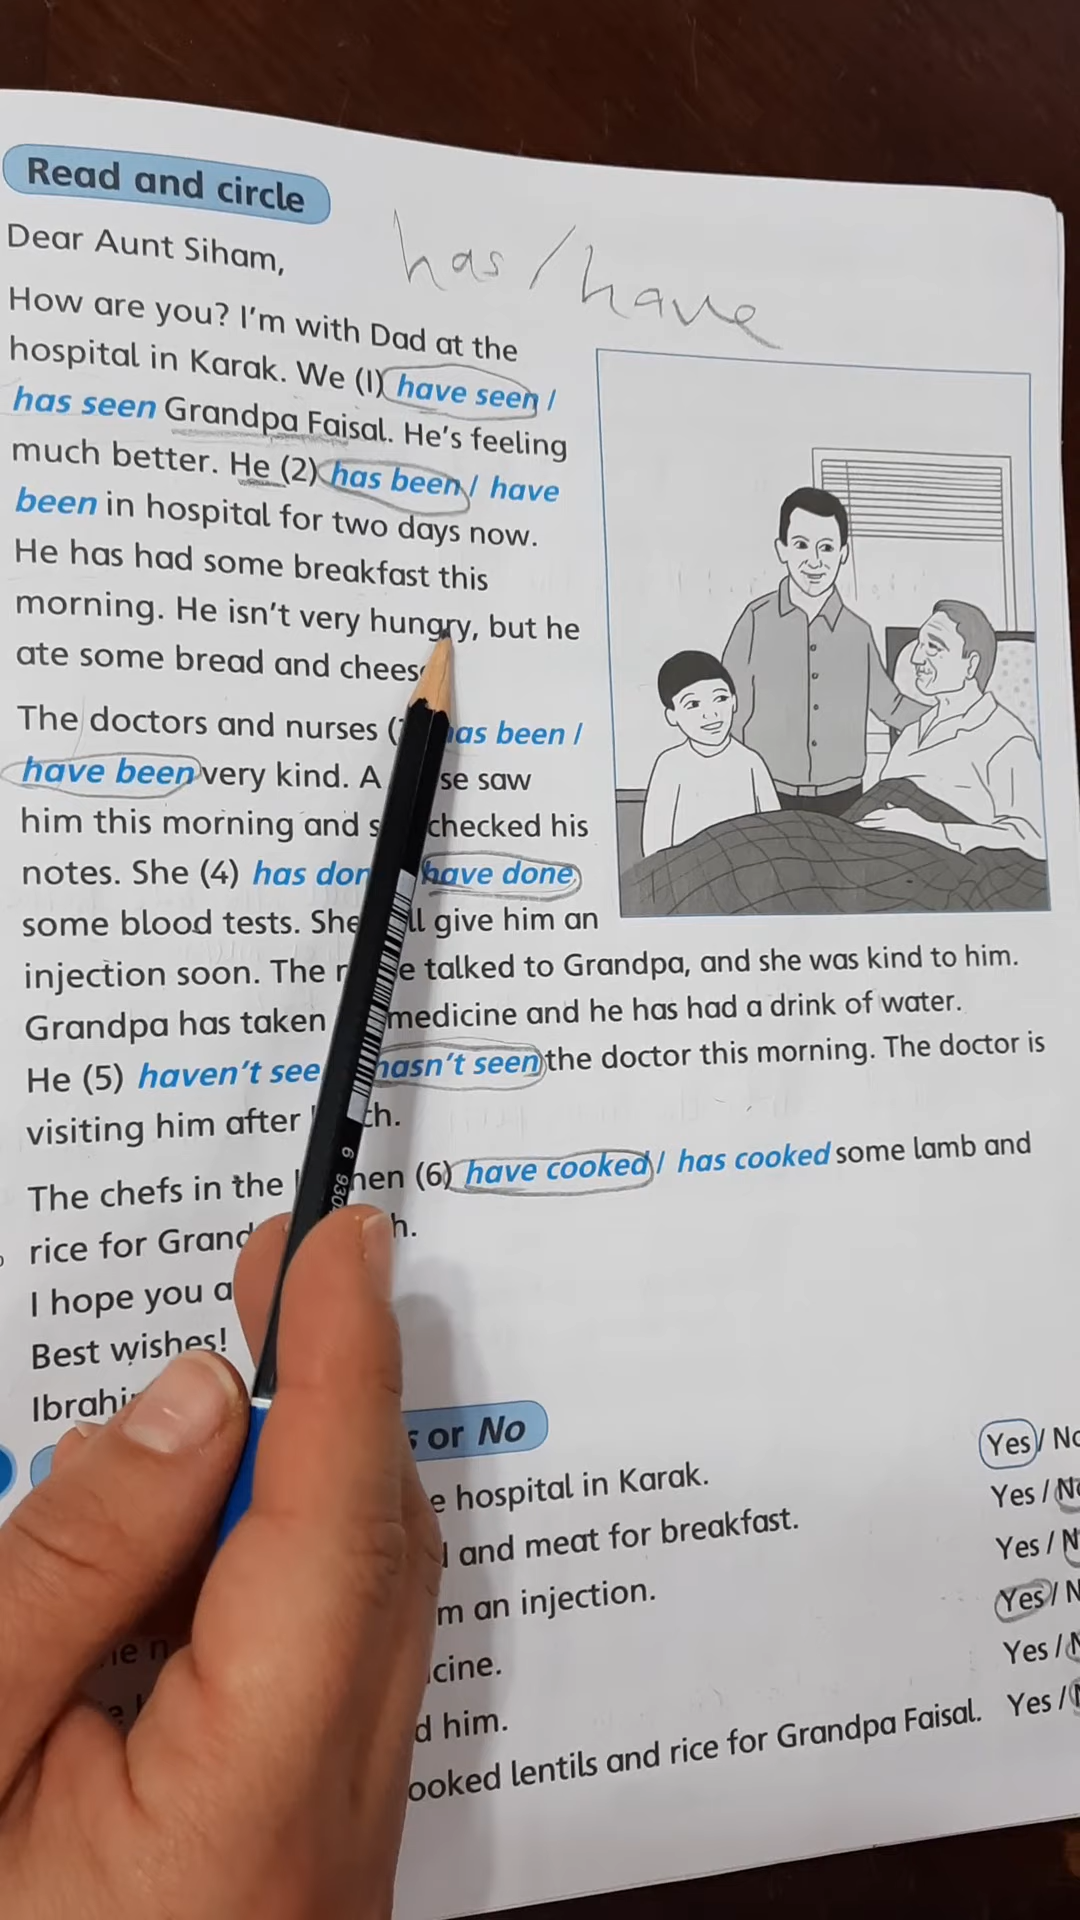 Read and circle
Dear Aunt Siham,
has / have
How are you? I'm with Dad at the
hospital in Karak. We (1) have seen /
has seen Grandpa Faisal. He's feeling
much better. He (2) has been / have
been in hospital for two days now.
He has had some breakfast this
morning. He isn't very hungry, but he
ate some bread and chees
The doctors and nurses ( as been /
have been very kind. A se saw
him this morning and s checked his
notes. She (4) has don have done
some blood tests. She ll give him an
injection soon. The n e talked to Grandpa, and she was kind to him.
Grandpa has taken medicine and he has had a drink of water.
He (5) haven't see hasn't seen the doctor this morning. The doctor is
visiting him after ch.
The chefs in the hen (6) have cooked / has cooked some lamb and
rice for Grand h.
I hope you a
Best wishes!
Ibrahi
s or No
e hospital in Karak. Yes / No
and meat for breakfast. Yes / No
m an injection. Yes / N
icine. Yes / N
d him. Yes /
ooked lentils and rice for Grandpa Faisal. Yes /